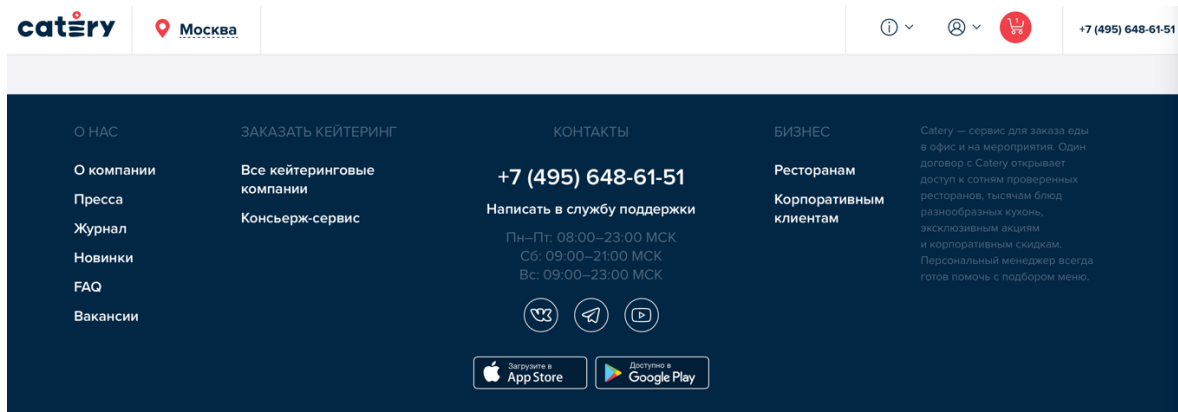 catery
Москва
1
+7 (495) 648-61-51
О НАС
О компании
Пресса
Журнал
Новинки
FAQ
Вакансии
ЗАКАЗАТЬ КЕЙТЕРИНГ
Все кейтеринговые
компании
Консьерж-сервис
КОНТАКТЫ
+7 (495) 648-61-51
Написать в службу поддержки
Пн–Пт: 08:00–23:00 МСК
Сб: 09:00–21:00 МСК
Вс: 09:00–23:00 МСК
Загрузите в
App Store
Доступно в
Google Play
БИЗНЕС
Ресторанам
Корпоративным
клиентам
Catery — сервис для заказа еды
в офис и на мероприятия. Один
договор с Catery открывает
доступ к сотням проверенных
ресторанов, тысячам блюд
разнообразных кухонь,
эксклюзивным акциям
и корпоративным скидкам.
Персональный менеджер всегда
готов помочь с подбором меню.